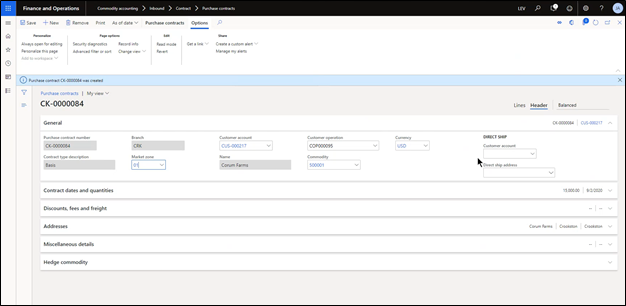 Finance and Operations
Commodity accounting > Inbound > Contract > Purchase contracts
LEV
JA
Save
New
Remove
Print
As of date
Purchase contracts
Options
Personalize
Always open for editing
Personalize this page
Add to workspace
Page options
Security diagnostics
Advanced filter or sort
Record info
Change view
Edit
Read mode
Revert
Get a link
Share
Create a custom alert
Manage my alerts
Purchase contract CK-0000084 was created.
Purchase contracts | My view
CK-0000084
Lines
Header
Balanced
General
CK-0000084
CUS-000217
Purchase contract number
CK-0000084
Contract type description
Basis
Branch
CRK
Market zone
01
Customer account
CUS-000217
Name
Corum Farms
Customer operation
COP000095
Commodity
500001
Currency
USD
DIRECT SHIP
Customer account
Direct ship address
Contract dates and quantities
15,000.00
9/2/2020
Discounts, fees and freight
-- --
Addresses
Corum Farms
Crookston
Crookston
Miscellaneous details
-- --
Hedge commodity